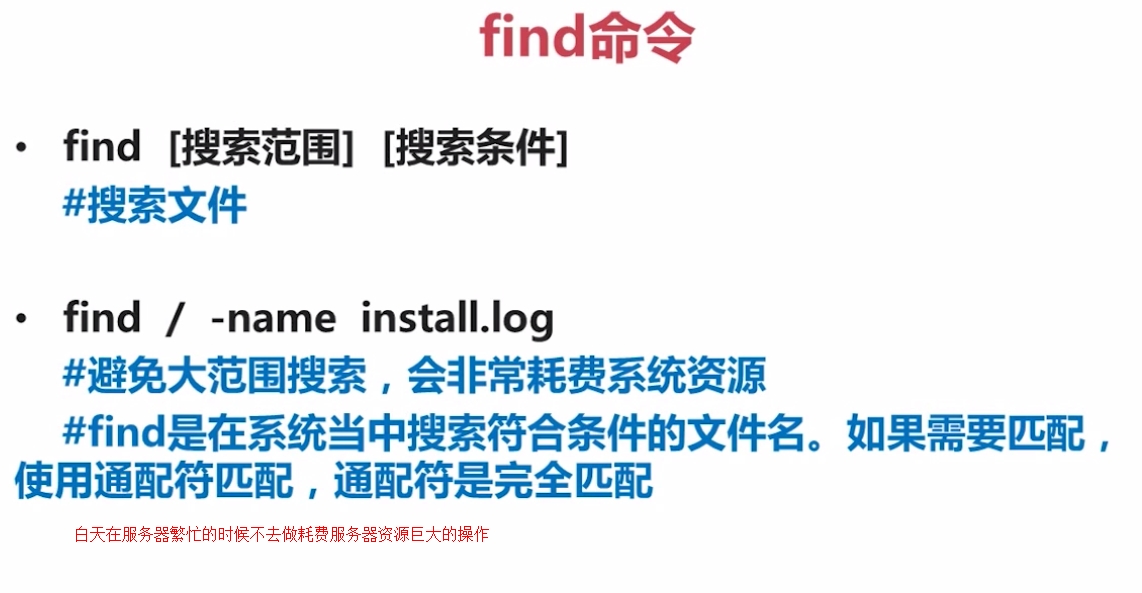 find命令
• find [搜索范围] [搜索条件]
#搜索文件
• find / -name install.log
#避免大范围搜索，会非常耗费系统资源
#find是在系统当中搜索符合条件的文件名。如果需要匹配，
使用通配符匹配，通配符是完全匹配
白天在服务器繁忙的时候不去做耗费服务器资源巨大的操作